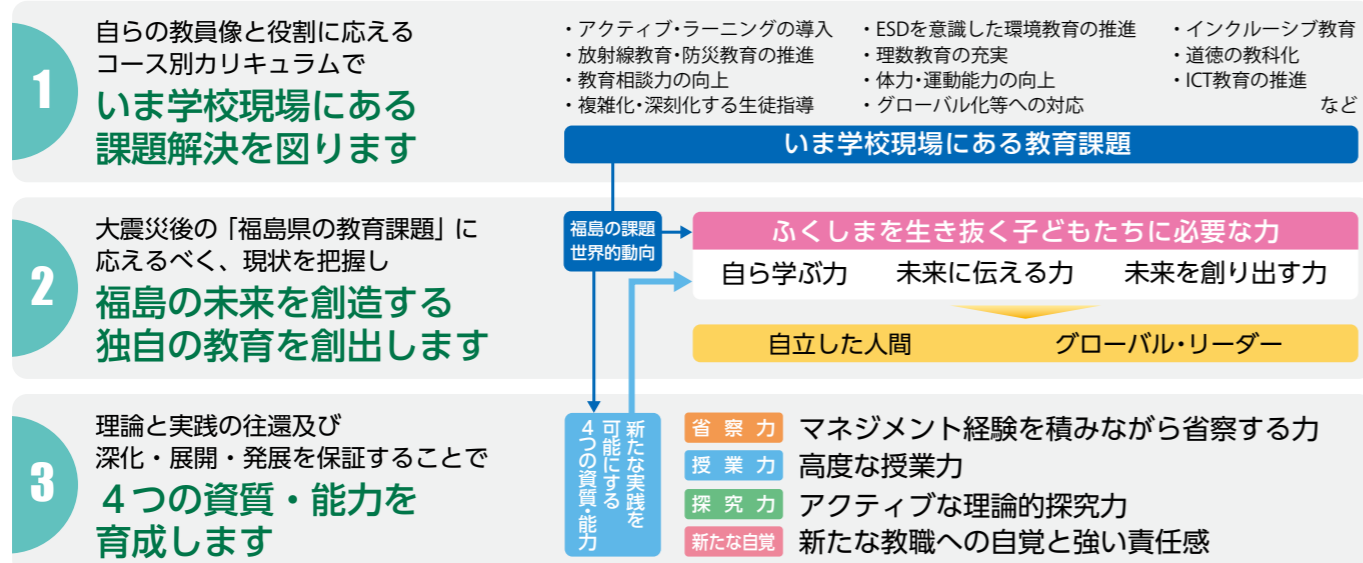 1
自らの教員像と役割に応える
コース別カリキュラムで
いま学校現場にある
課題解決を図ります
・アクティブ・ラーニングの導入
・放射線教育・防災教育の推進
・教育相談力の向上
・複雑化・深刻化する生徒指導
・ESDを意識した環境教育の推進
・理数教育の充実
・体力・運動能力の向上
・グローバル化等への対応
・インクルーシブ教育
・道徳の教科化
・ICT教育の推進
など
いま学校現場にある教育課題
2
大震災後の「福島県の教育課題」に
応えるべく、現状を把握し
福島の未来を創造する
独自の教育を創出します
福島の課題
世界的動向
ふくしまを生き抜く子どもたちに必要な力
自ら学ぶ力 未来に伝える力 未来を創り出す力
自立した人間 グローバル・リーダー
3
理論と実践の往還及び
深化・展開・発展を保証することで
４つの資質・能力を
育成します
新たな実践を
可能にする
４つの資質・能力
省察力 マネジメント経験を積みながら省察する力
授業力 高度な授業力
探究力 アクティブな理論的探究力
新たな自覚 新たな教職への自覚と強い責任感